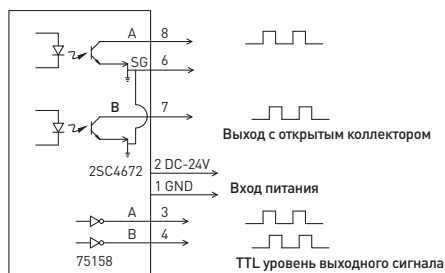 A 8
SG 6
B 7
Выход с открытым коллектором
2SC4672
2 DC-24V
1 GND
Вход питания
A 3
B 4
75158
TTL уровень выходного сигнала